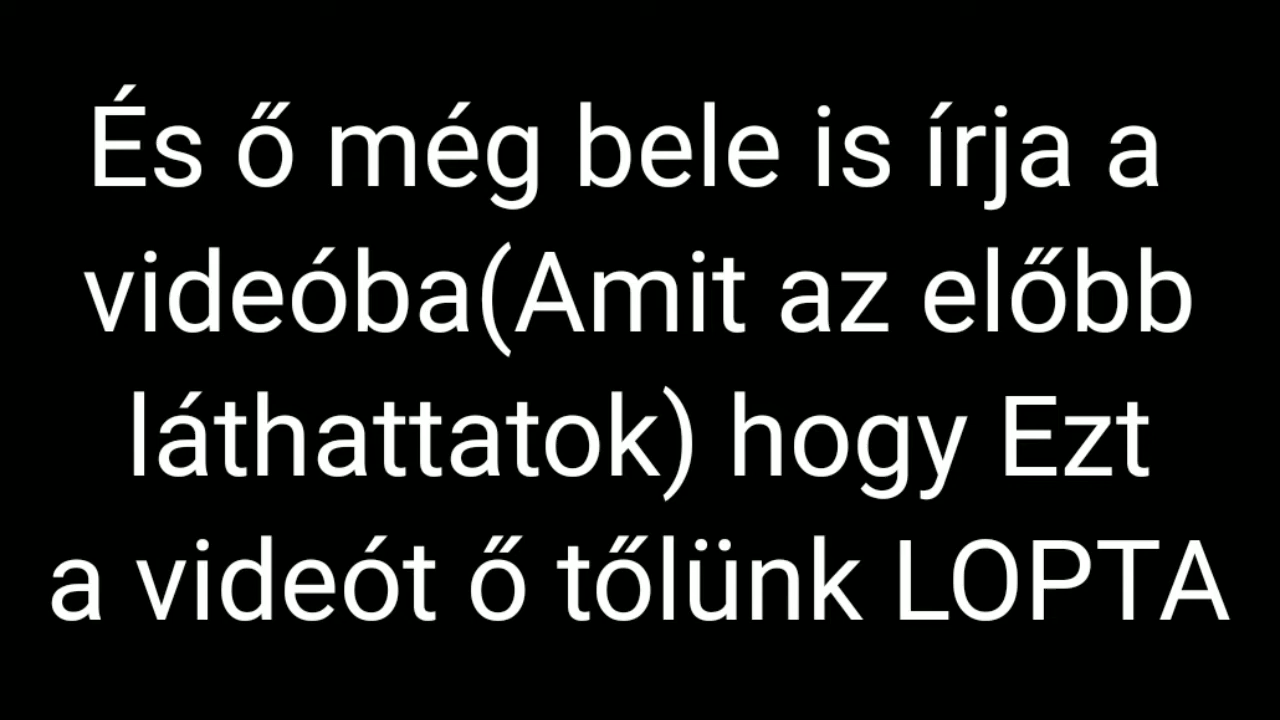 És ő még bele is írja a
videóba(Amit az előbb
láthattatok) hogy Ezt
a videót ő tőlünk LOPTA